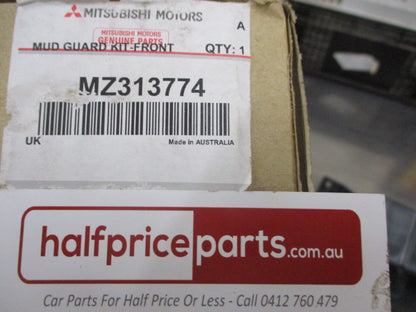 MITSUBISHI MOTORS
A
MITSUBISHI MOTORS
GENUINE PARTS
MUD GUARD KIT-FRONT QTY: 1
MZ313774
UK Made In AUSTRALIA
halfpriceparts.com.au
Car Parts For Half Price Or Less - Call 0412 760 479